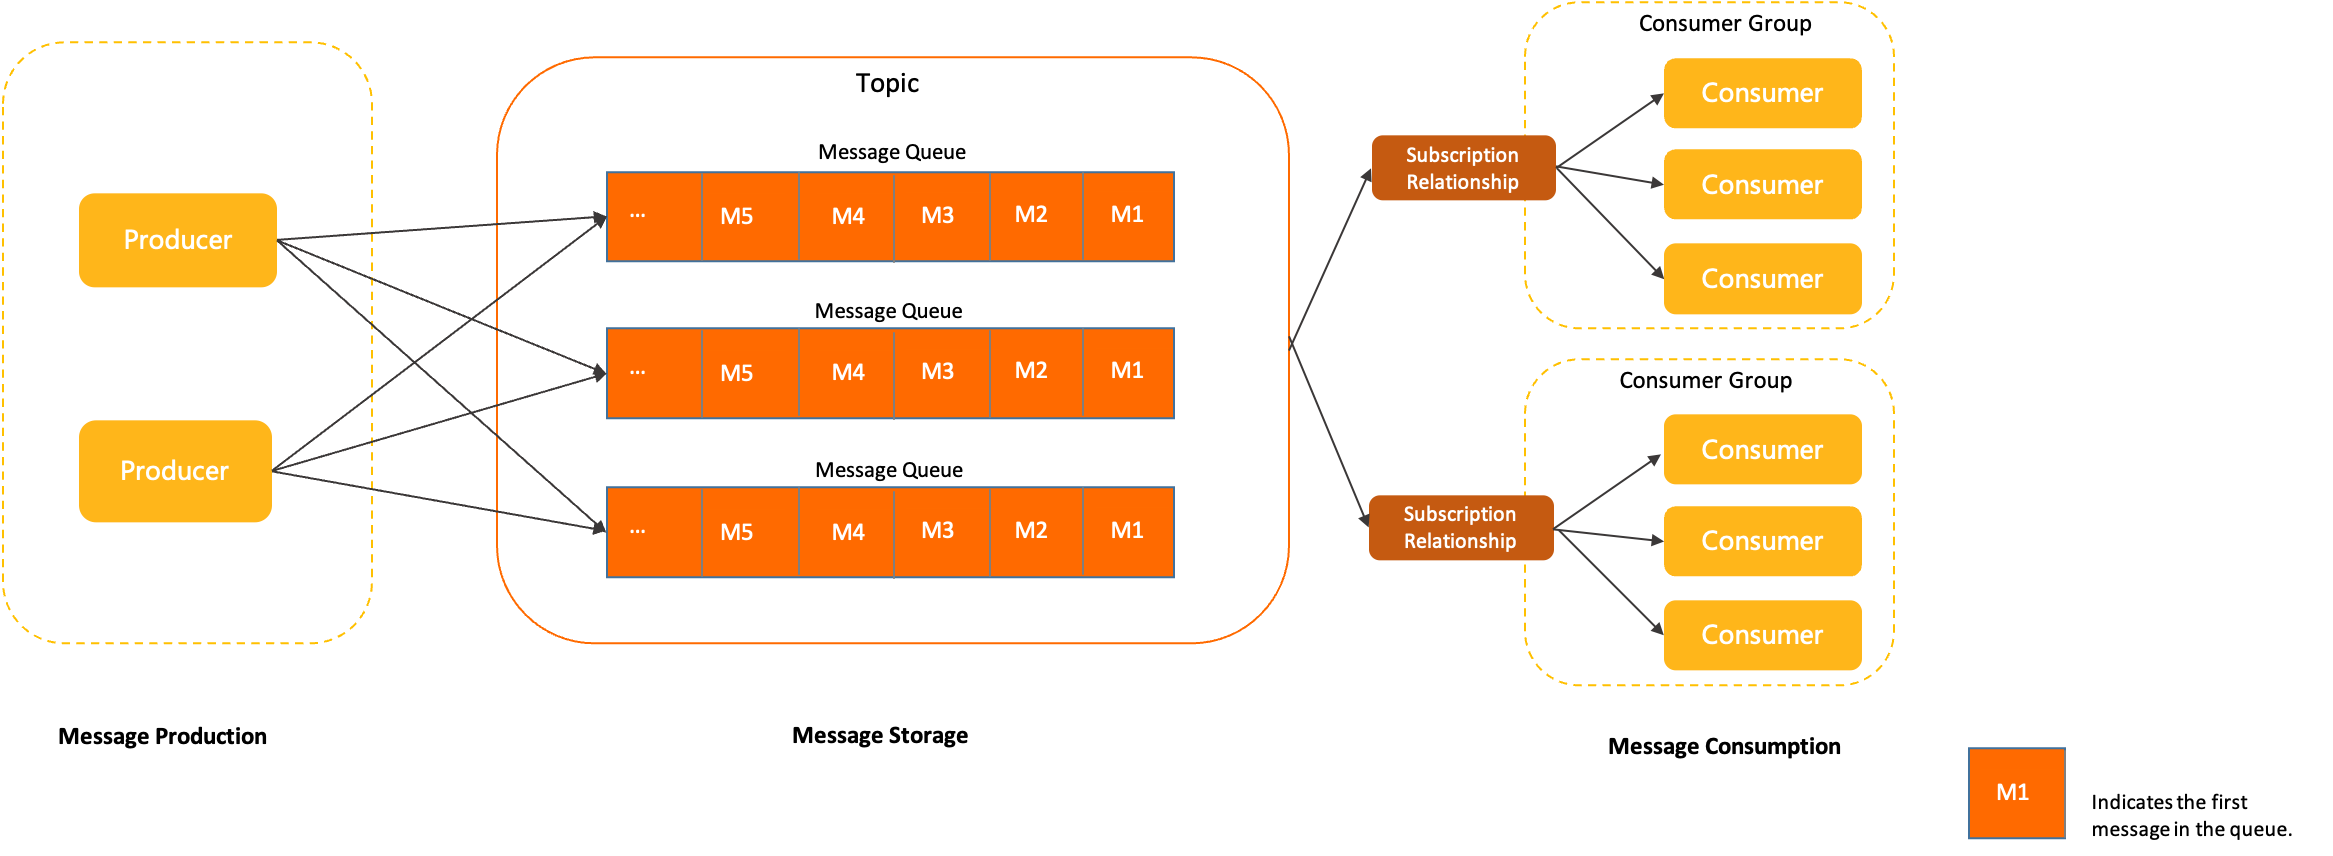 Producer
Producer
Message Production
Topic
Message Queue
... M5 M4 M3 M2 M1
Message Queue
... M5 M4 M3 M2 M1
Message Queue
... M5 M4 M3 M2 M1
Message Storage
Subscription
Relationship
Consumer Group
Consumer
Consumer
Consumer
Subscription
Relationship
Consumer Group
Consumer
Consumer
Consumer
Message Consumption
M1
Indicates the first
message in the queue.